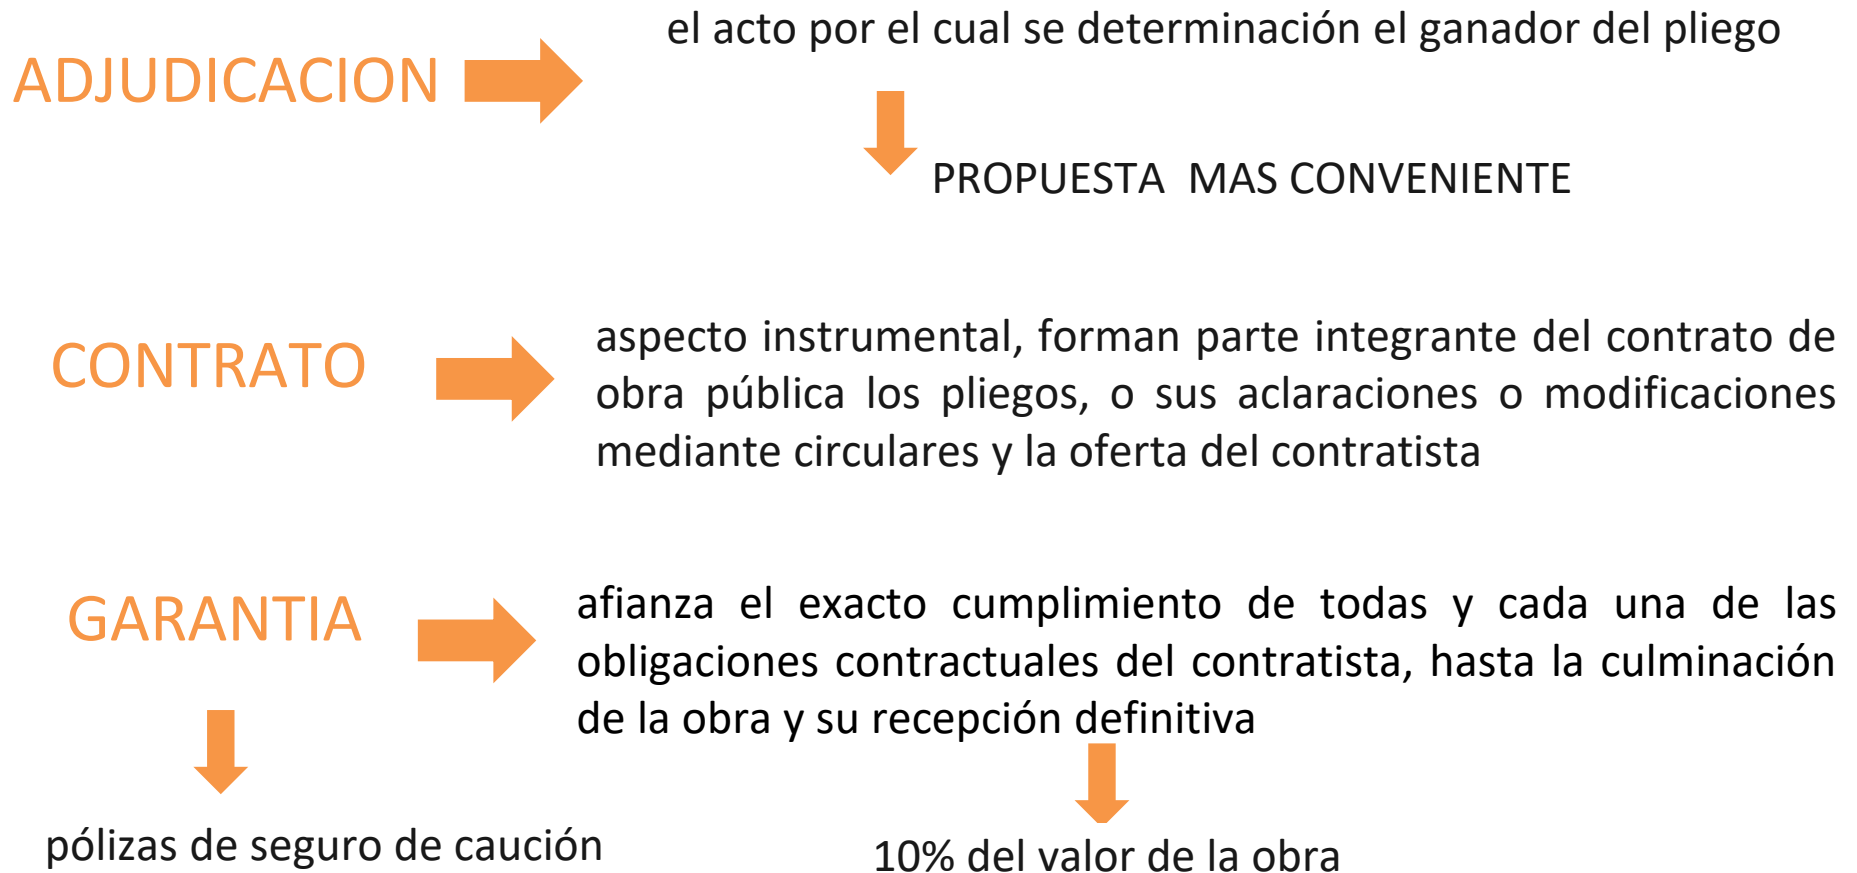 el acto por el cual se determinación el ganador del pliego
ADJUDICACION
PROPUESTA MAS CONVENIENTE
CONTRATO
aspecto instrumental, forman parte integrante del contrato de
obra pública los pliegos, o sus aclaraciones o modificaciones
mediante circulares y la oferta del contratista
GARANTIA
afianza el exacto cumplimiento de todas y cada una de las
obligaciones contractuales del contratista, hasta la culminación
de la obra y su recepción definitiva
pólizas de seguro de caución
10% del valor de la obra